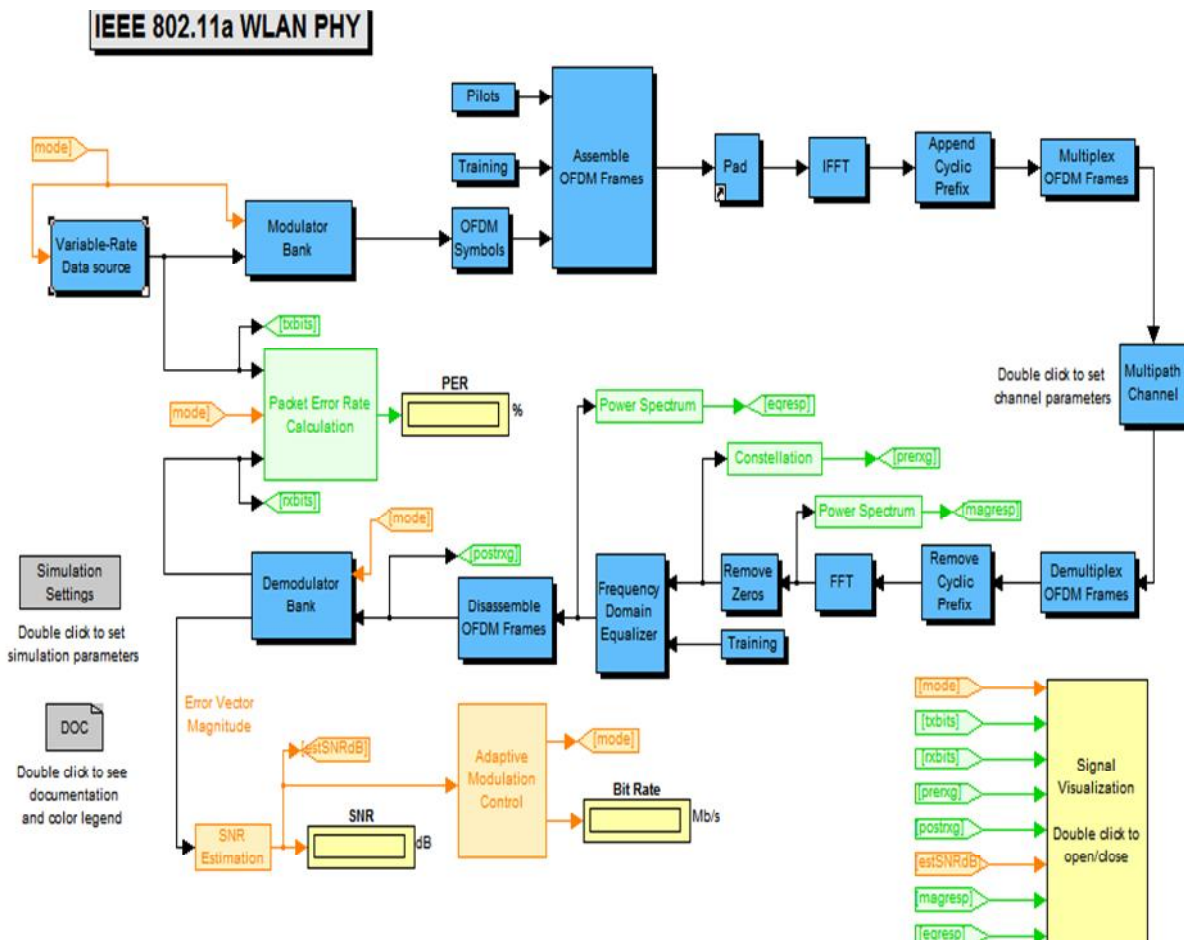 IEEE 802.11a WLAN PHY
mode]
Variable-Rate
Data source
Modulator
Bank
Pilots
Training
OFDM
Symbols
Assemble
OFDM Frames
Pad
IFFT
Append
Cyclic
Prefix
Multiplex
OFDM Frames
[txbits]
mode]
Packet Error Rate
Calculation
PER
%
[rxbits]
Power Spectrum
[eqresp]
Constellation
[prerxg]
Power Spectrum
[magresp]
Double click to set
channel parameters
Multipath
Channel
Simulation
Settings
Double click to set
simulation parameters
[mode]
Demodulator
Bank
[postrxg]
Disassemble
OFDM Frames
Frequency
Domain
Equalizer
Remove
Zeros
Training
FFT
Remove
Cyclic
Prefix
Demultiplex
OFDM Frames
DOC
Double click to see
documentation
and color legend
Error Vector
Magnitude
[estSNRdB]
SNR
Estimation
SNR
dB
Adaptive
Modulation
Control
[mode]
Bit Rate
Mb/s
[mode]
[txbits]
[rxbits]
[prerxg]
[postrxg]
[estSNRdB]
[magresp]
[eqresp]
Signal
Visualization
Double click to
open/close